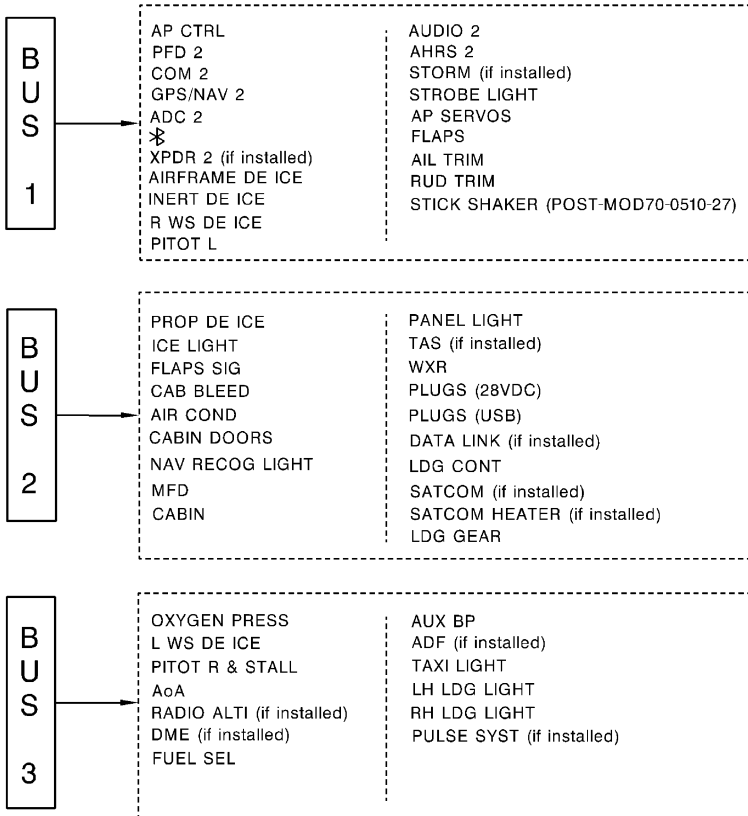 BUS 1
AP CTRL
PFD 2
COM 2
GPS/NAV 2
ADC 2
XPDR 2 (if installed)
AIRFRAME DE ICE
INERT DE ICE
R WS DE ICE
PITOT L
AUDIO 2
AHRS 2
STORM (if installed)
STROBE LIGHT
AP SERVOS
FLAPS
AIL TRIM
RUD TRIM
STICK SHAKER (POST-MOD70-0510-27)
BUS 2
PROP DE ICE
ICE LIGHT
FLAPS SIG
CAB BLEED
AIR COND
CABIN DOORS
NAV RECOG LIGHT
MFD
CABIN
PANEL LIGHT
TAS (if installed)
WXR
PLUGS (28VDC)
PLUGS (USB)
DATA LINK (if installed)
LDG CONT
SATCOM (if installed)
SATCOM HEATER (if installed)
LDG GEAR
BUS 3
OXYGEN PRESS
L WS DE ICE
PITOT R & STALL
AoA
RADIO ALTI (if installed)
DME (if installed)
FUEL SEL
AUX BP
ADF (if installed)
TAXI LIGHT
LH LDG LIGHT
RH LDG LIGHT
PULSE SYST (if installed)